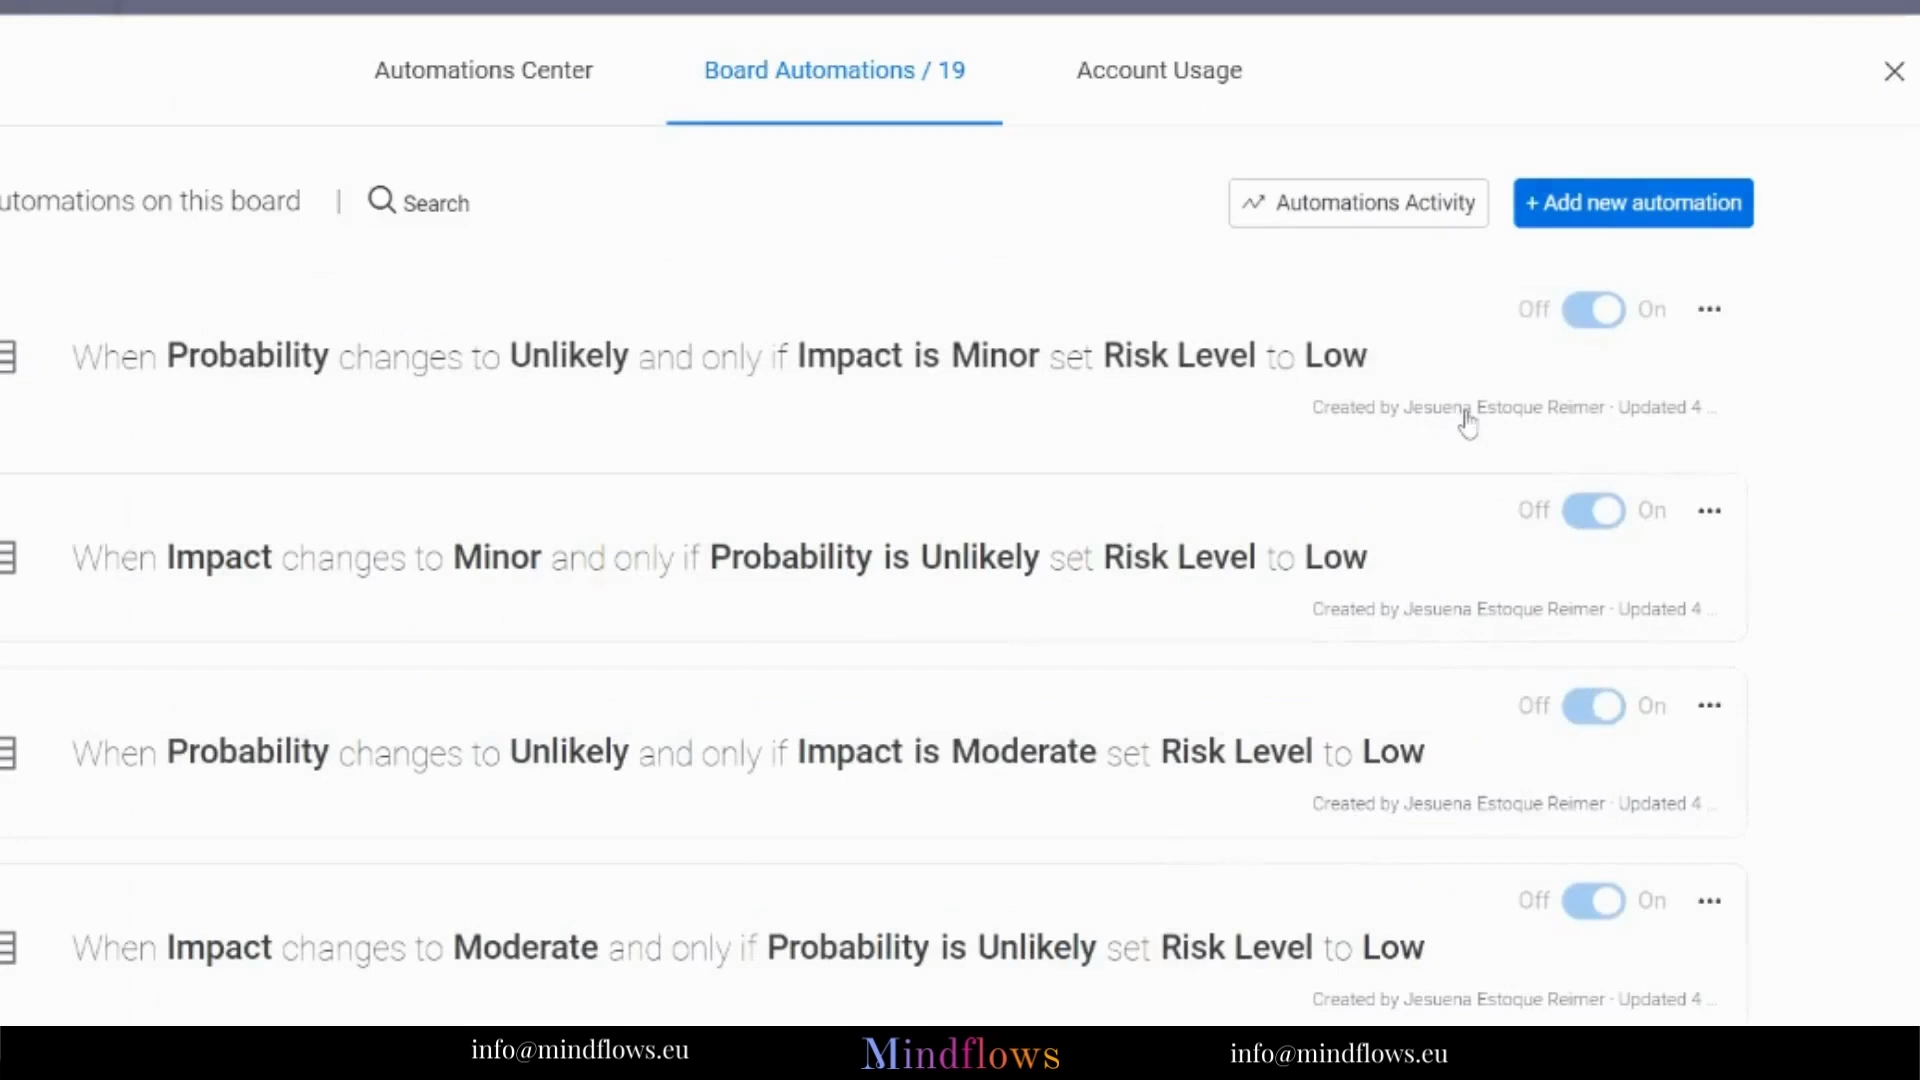 Automations Center Board Automations / 19 Account Usage
utomations on this board | Search Automations Activity + Add new automation
Off On
When Probability changes to Unlikely and only if Impact is Minor set Risk Level to Low
Created by Jesuena Estoque Reimer · Updated 4 ...
Off On
When Impact changes to Minor and only if Probability is Unlikely set Risk Level to Low
Created by Jesuena Estoque Reimer · Updated 4 ...
Off On
When Probability changes to Unlikely and only if Impact is Moderate set Risk Level to Low
Created by Jesuena Estoque Reimer · Updated 4 ...
Off On
When Impact changes to Moderate and only if Probability is Unlikely set Risk Level to Low
Created by Jesuena Estoque Reimer · Updated 4 ...
info@mindflows.eu Mindflows info@mindflows.eu